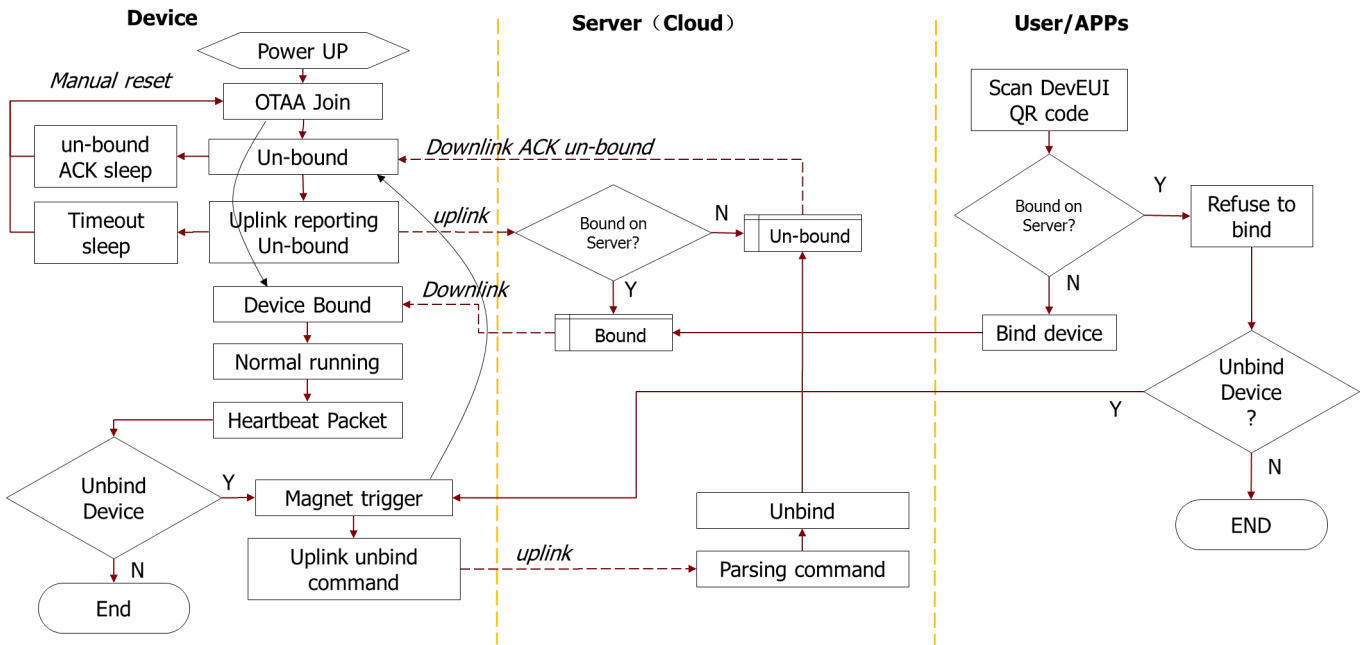 Device
Server（Cloud）
User/APPs
Power UP
Manual reset
OTAA Join
un-bound
ACK sleep
Un-bound
Downlink ACK un-bound
Timeout
sleep
Uplink reporting
Un-bound
uplink
Bound on
Server?
N
Un-bound
Y
Downlink
Bound
Device Bound
Normal running
Heartbeat Packet
Unbind
Device
Y
N
End
Magnet trigger
Uplink unbind
command
uplink
Parsing command
Unbind
Scan DevEUI
QR code
Bound on
Server?
Y
Refuse to
bind
N
Bind device
Unbind
Device
?
Y
N
END